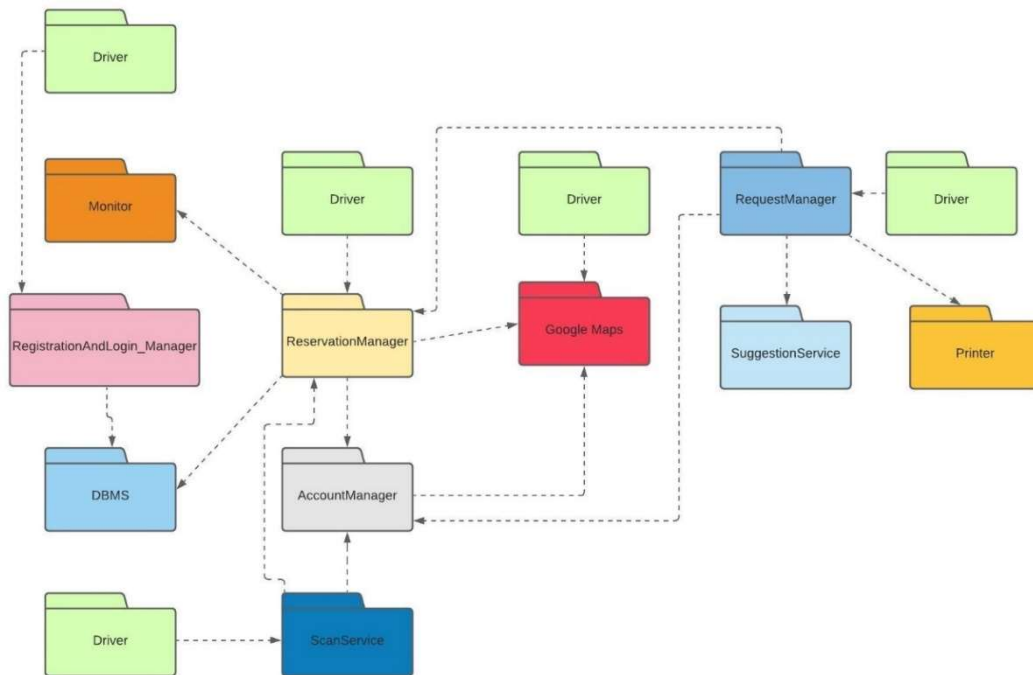 Driver
Monitor
Driver
Driver
RequestManager
Driver
RegistrationAndLogin_Manager
ReservationManager
Google Maps
SuggestionService
Printer
DBMS
AccountManager
Driver
ScanService